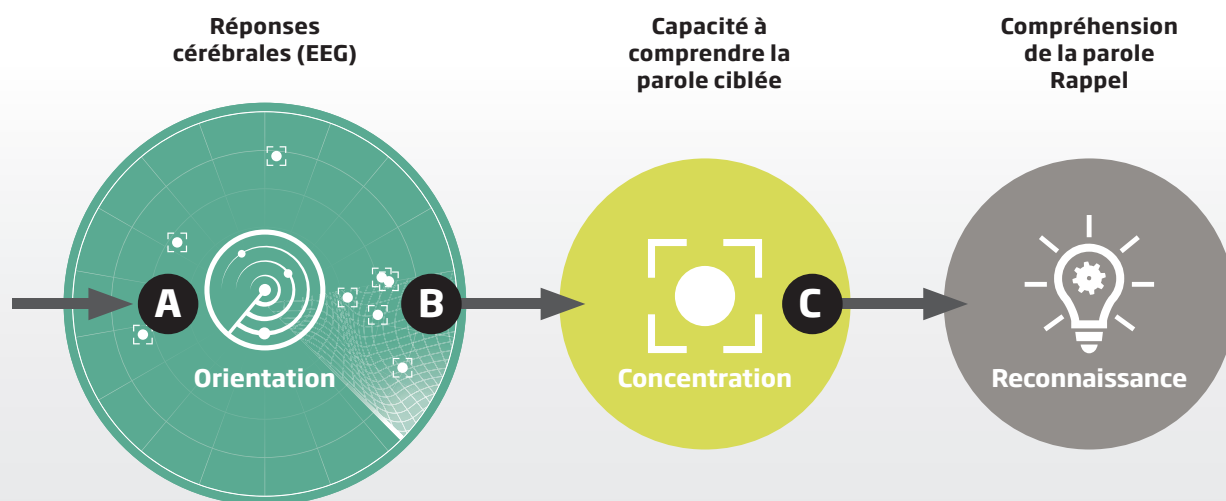 Réponses
cérébrales (EEG)
Capacité à
comprendre la
parole ciblée
Compréhension
de la parole
Rappel
A
B
C
Orientation
Concentration
Reconnaissance